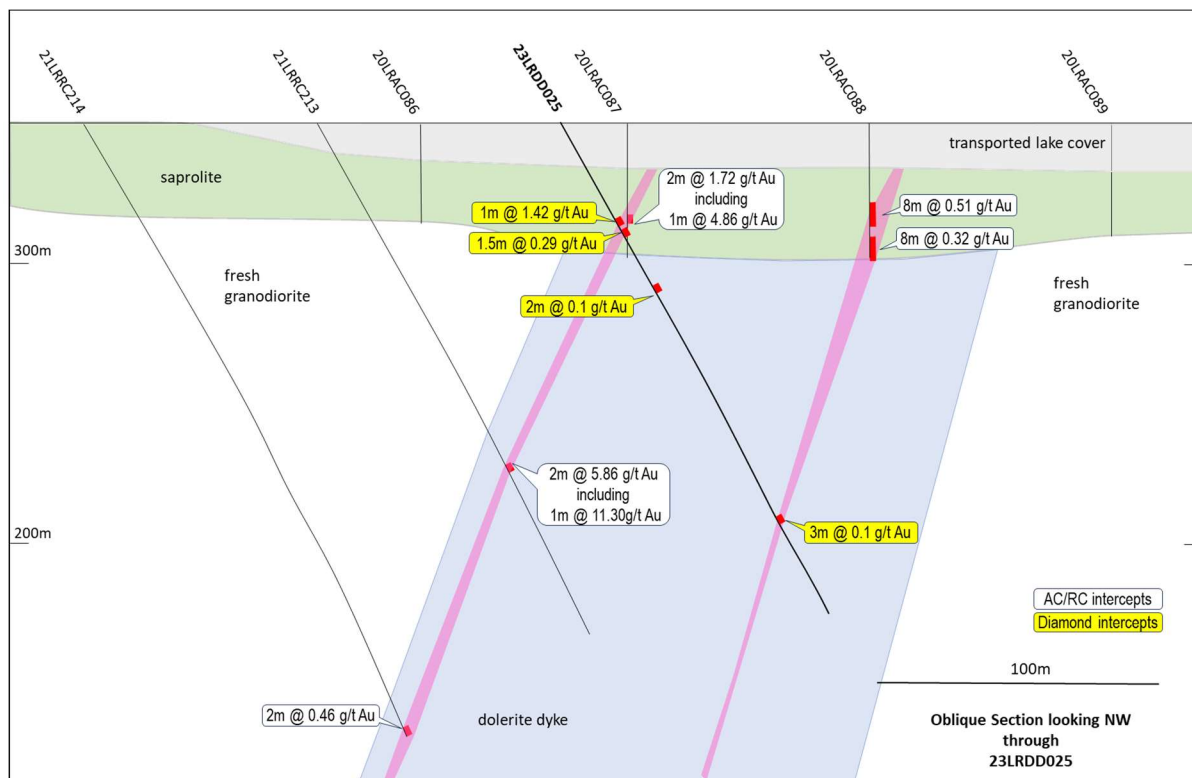 21LRRC214
21LRRC213
20LRAC086
23LRDD025
20LRAC087
20LRAC088
20LRAC089
transported lake cover
saprolite
2m @ 1.72 g/t Au
including
1m @ 4.86 g/t Au
1m @ 1.42 g/t Au
1.5m @ 0.29 g/t Au
8m @ 0.51 g/t Au
8m @ 0.32 g/t Au
300m
fresh
granodiorite
2m @ 0.1 g/t Au
fresh
granodiorite
2m @ 5.86 g/t Au
including
1m @ 11.30g/t Au
200m
3m @ 0.1 g/t Au
AC/RC intercepts
Diamond intercepts
100m
2m @ 0.46 g/t Au
dolerite dyke
Oblique Section looking NW
through
23LRDD025